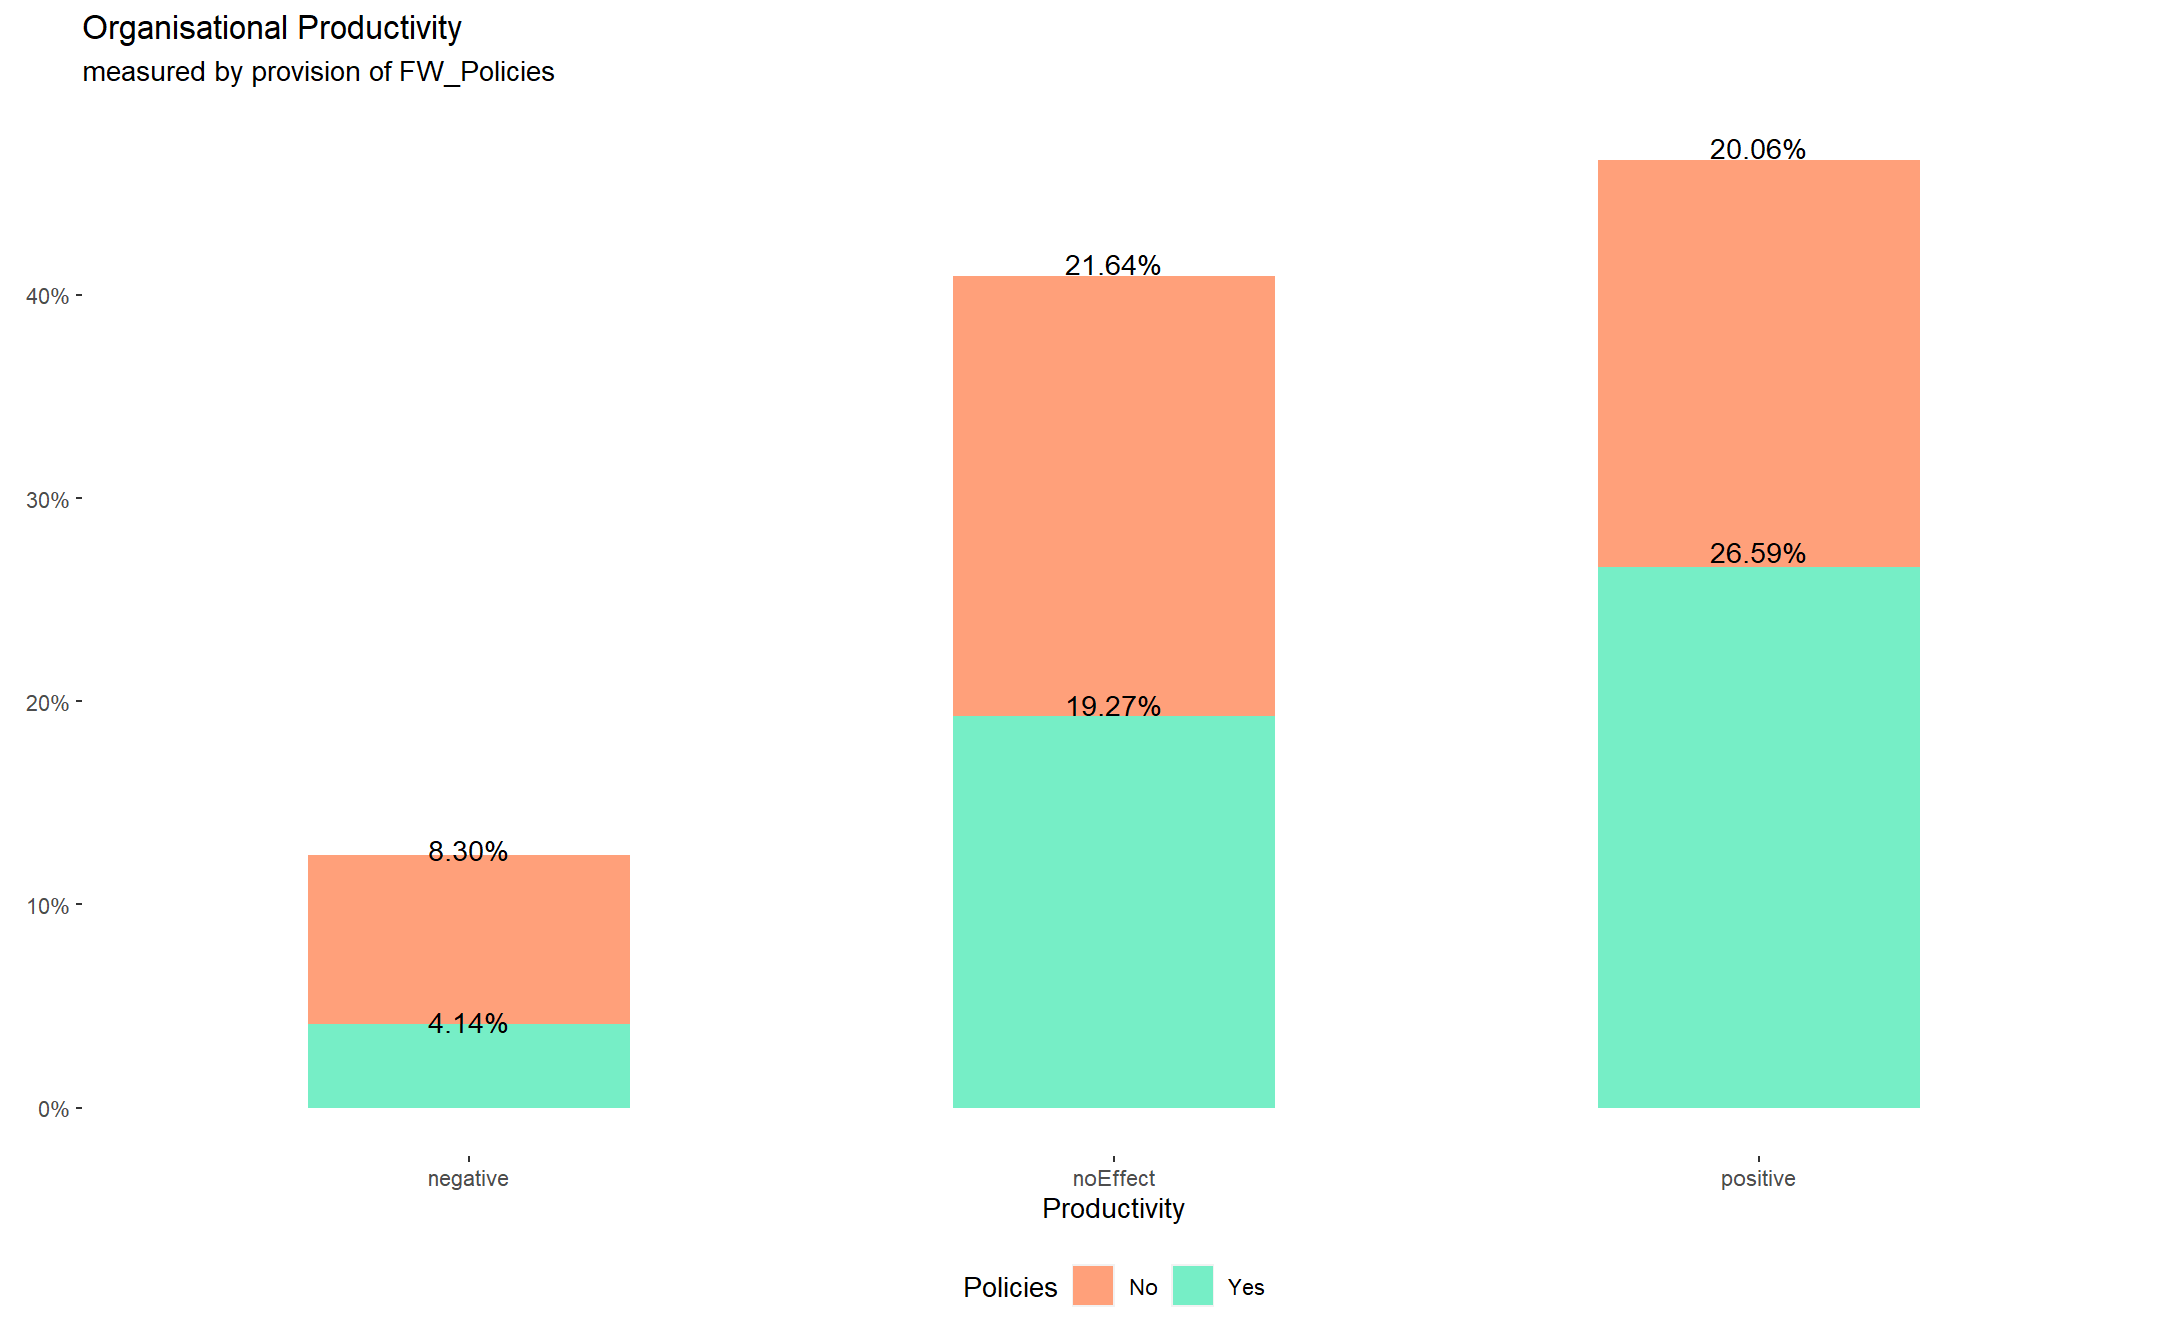 Organisational Productivity
measured by provision of FW_Policies
20.06%
21.64%
40%
30%
26.59%
20%
19.27%
8.30%
10%
4.14%
0%
negative noEffect positive
Productivity
Policies No Yes